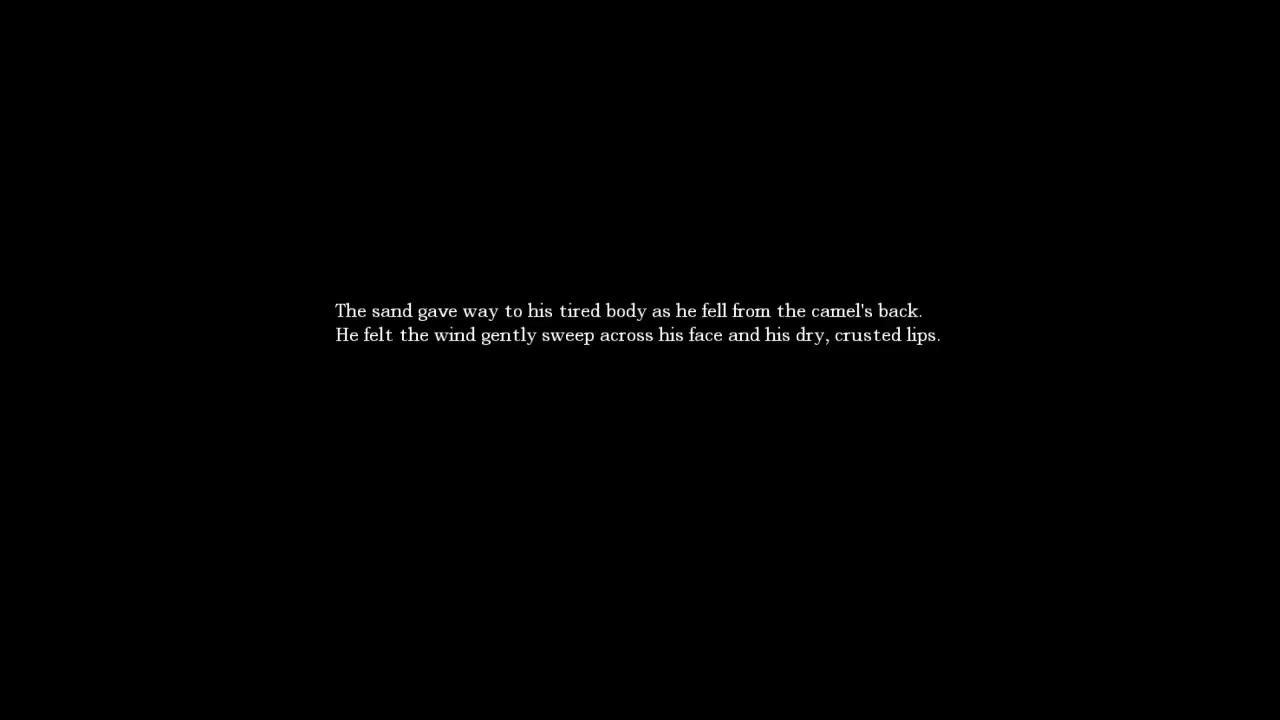 The sand gave way to his tired body as he fell from the camel's back.
He felt the wind gently sweep across his face and his dry, crusted lips.